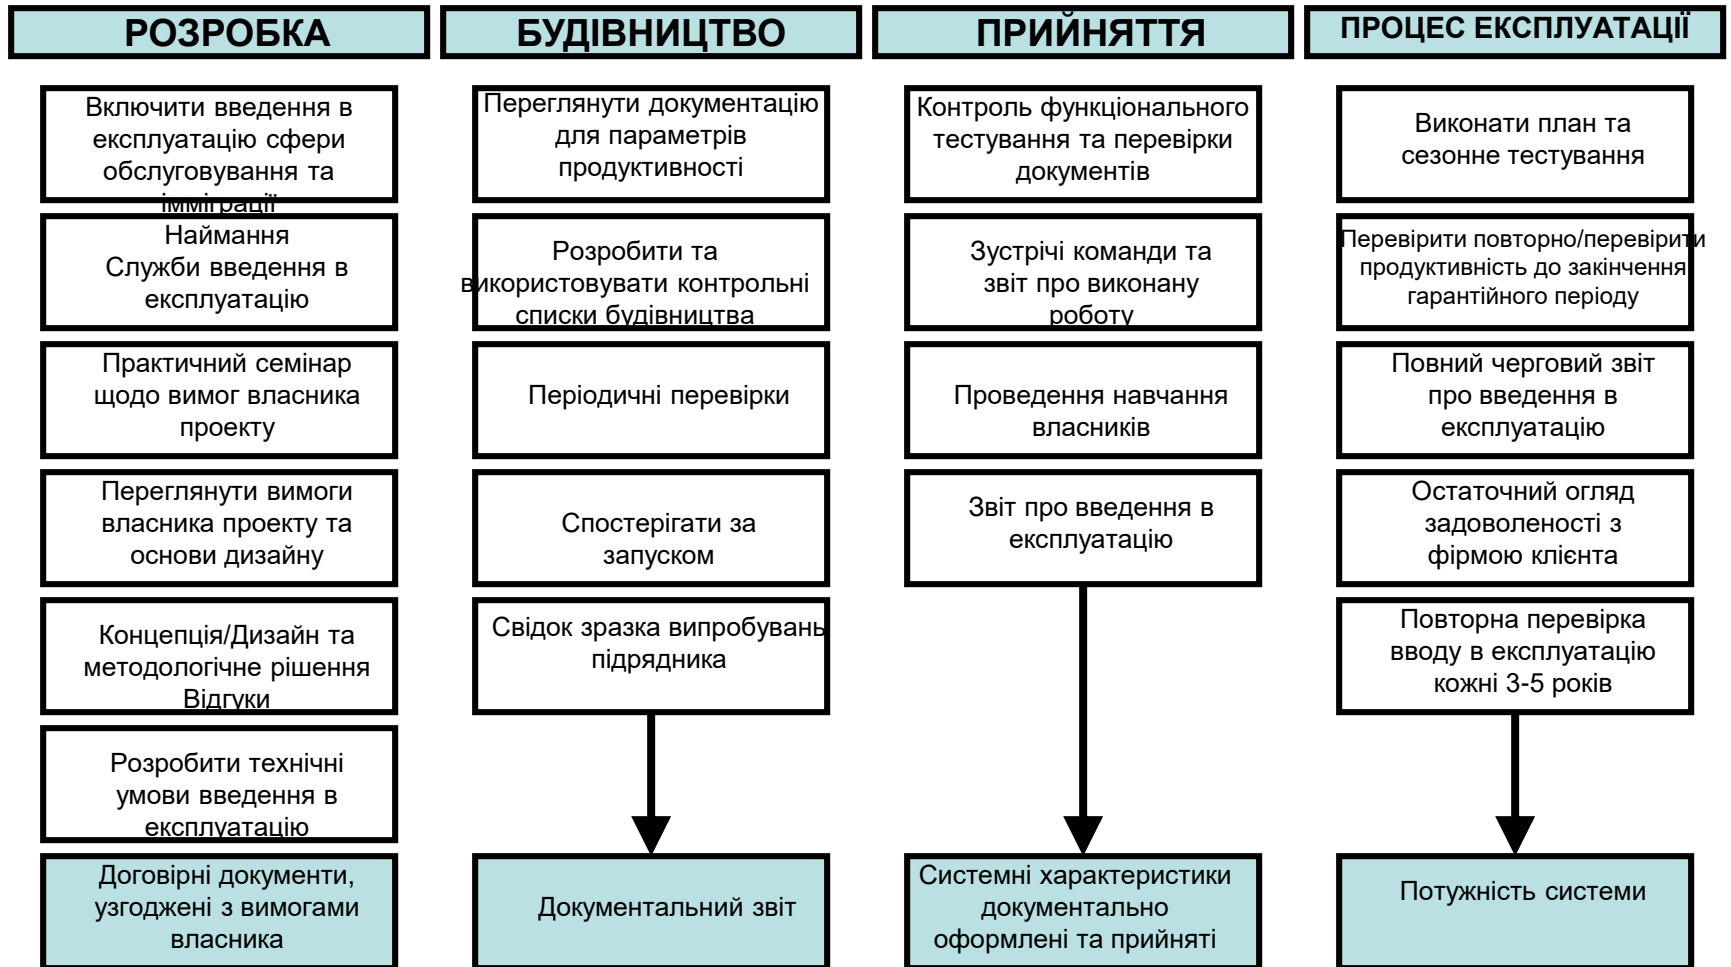 РОЗРОБКА
Включити введення в
експлуатацію сфери
обслуговування та
імміграції
Наймання
Служби введення в
експлуатацію
Практичний семінар
щодо вимог власника
проекту
Переглянути вимоги
власника проекту та
основи дизайну
Концепція/Дизайн та
методологічне рішення
Відгуки
Розробити технічні
умови введення в
експлуатацію
Договірні документи,
узгоджені з вимогами
власника
БУДІВНИЦТВО
Переглянути документацію
для параметрів
продуктивності
Розробити та
використовувати контрольні
списки будівництва
Періодичні перевірки
Спостерігати за
запуском
Свідок зразка випробувань
підрядника
Документальний звіт
ПРИЙНЯТТЯ
Контроль функціонального
тестування та перевірки
документів
Зустрічі команди та
звіт про виконану
роботу
Проведення навчання
власників
Звіт про введення в
експлуатацію
Системні характеристики
документально
оформлені та прийняті
ПРОЦЕС ЕКСПЛУАТАЦІЇ
Виконати план та
сезонне тестування
Перевірити повторно/перевірити
продуктивність до закінчення
гарантійного періоду
Повний черговий звіт
про введення в
експлуатацію
Остаточний огляд
задоволеності з
фірмою клієнта
Повторна перевірка
вводу в експлуатацію
кожні 3-5 років
Потужність системи